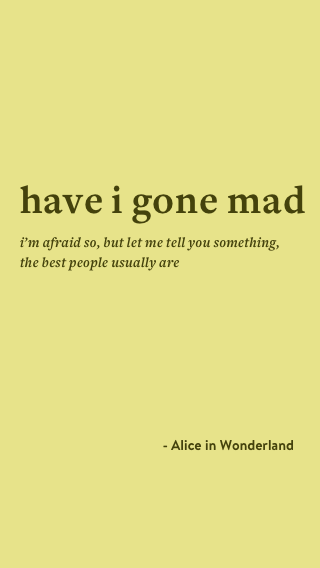 have i gone mad
i’m afraid so, but let me tell you something,
the best people usually are
- Alice in Wonderland